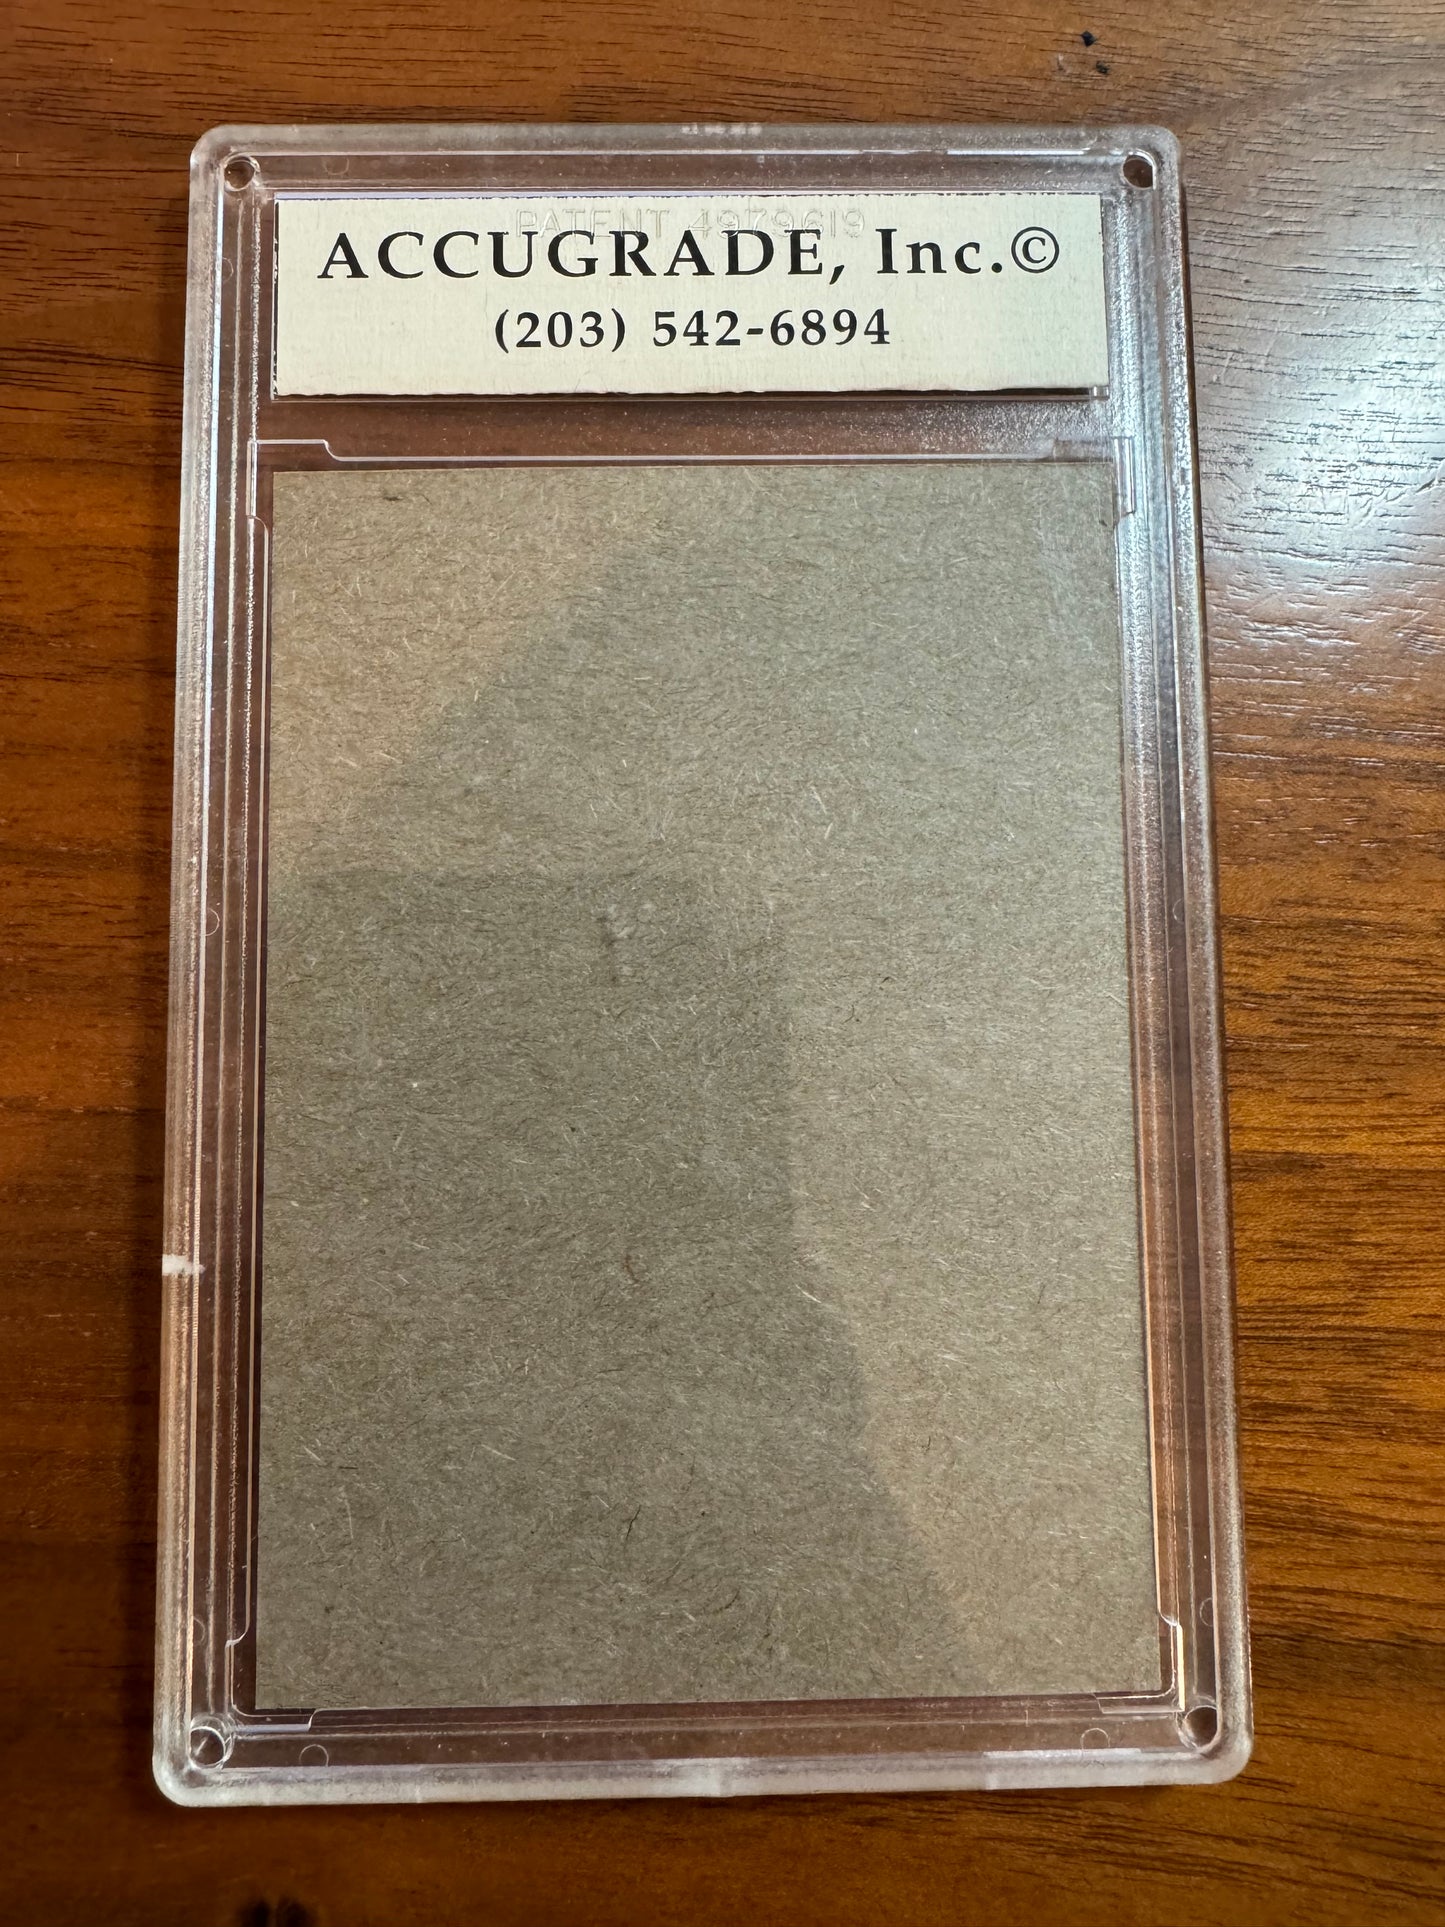 PATENT 4979619
ACCUGRADE, Inc.©
(203) 542-6894